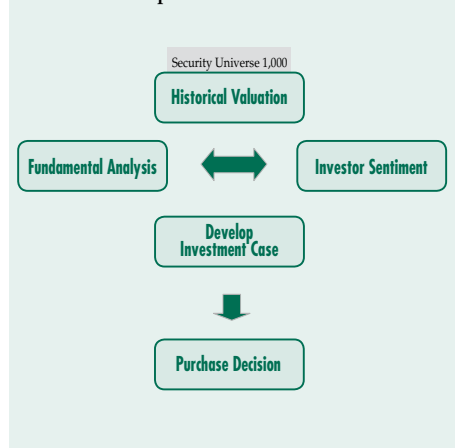 Security Universe 1,000
Historical Valuation
Fundamental Analysis
Investor Sentiment
Develop
Investment Case
Purchase Decision